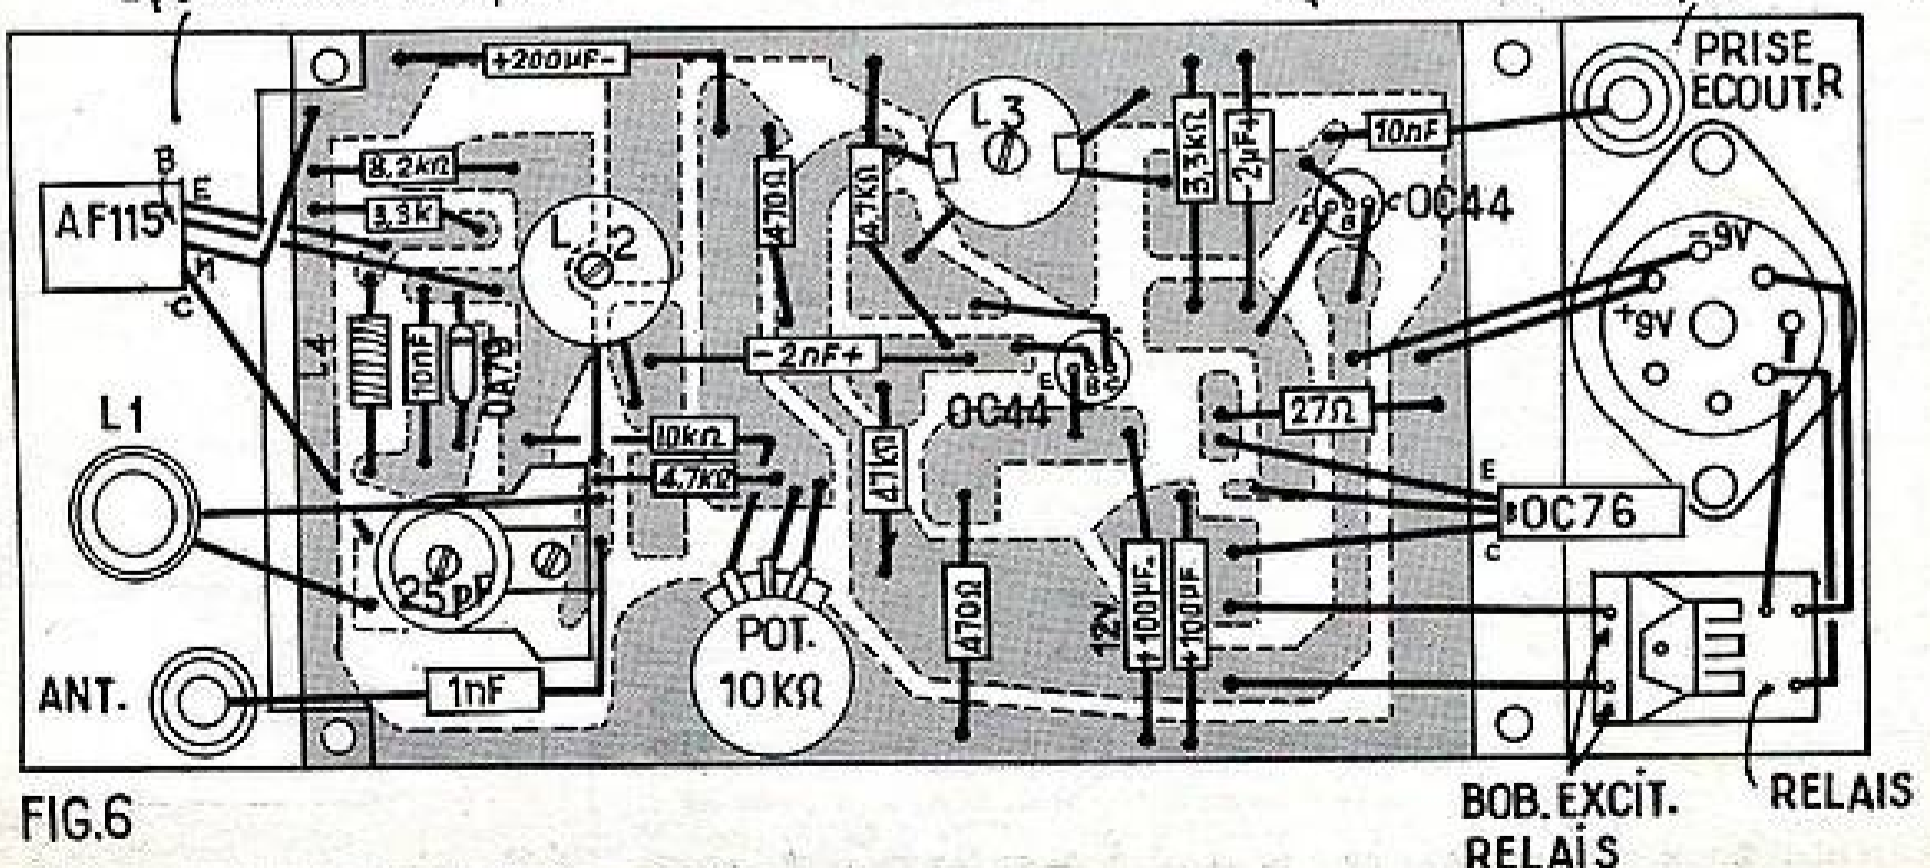 +200µF-
PRISE
ECOUT.R
L3
8.2kΩ
3.3kΩ
2µF+
10nF
B
E
AF115
3,3k
470Ω
4.7kΩ
E
B
C
OC44
L2
-9V
M
C
+9V
L4
10nF
OA79
-2nF+
E
B
C
OC44
27Ω
L1
10kΩ
4.7kΩ
47kΩ
E
B
OC76
C
25pF
470Ω
12V
+100µF-
+100µF
POT.
10KΩ
ANT.
1nF
FIG.6
BOB.EXCIT.
RELAIS
RELAIS